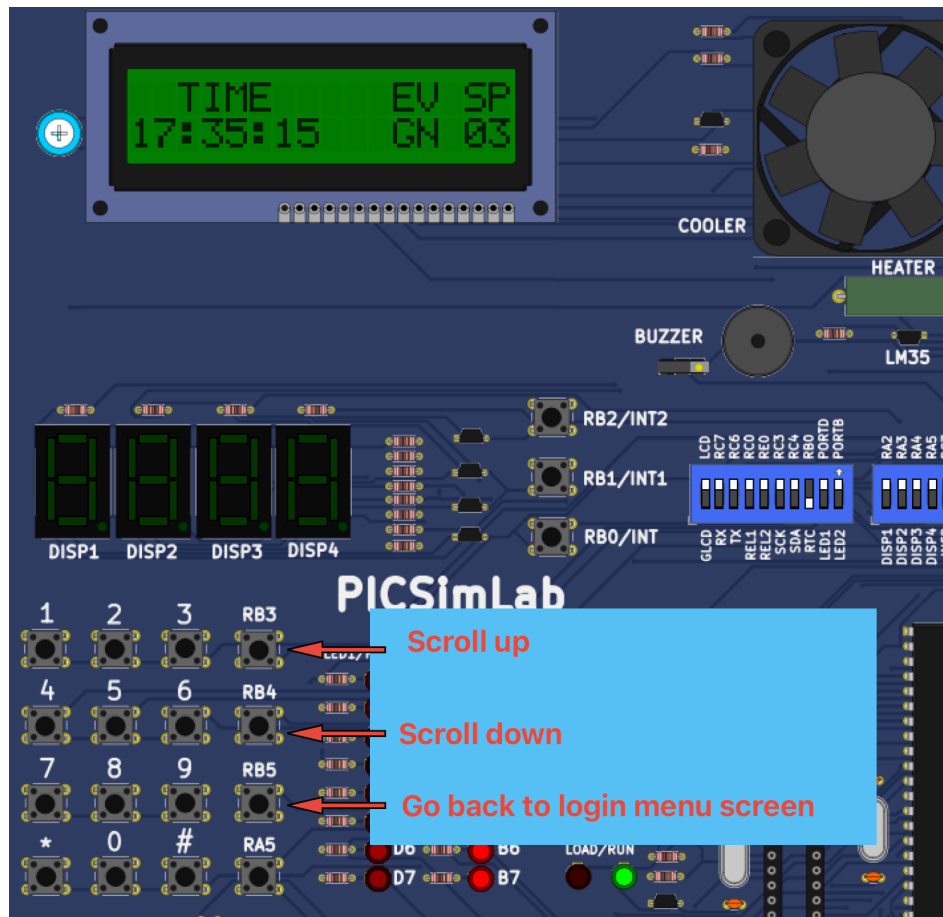 TIME EV SP
17:35:15 GN 03
COOLER
HEATER
BUZZER
LM35
RB2/INT2
RB1/INT1
RB0/INT
LCD RC7 RC6 RC0 RE0 RC3 RC4 RB0 PORTD PORTB
GLCD RX TX REL1 REL2 SCK SDA RTC LED1 LED2
RA2 RA3 RA4 RA5
DISP1 DISP2 DISP3 DISP4
DISP1 DISP2 DISP3 DISP4
PICSimLab
1 2 3 RB3
Scroll up
4 5 6 RB4
Scroll down
7 8 9 RB5
Go back to login menu screen
* 0 # RA5
D6 B6 LOAD/RUN
D7 B7